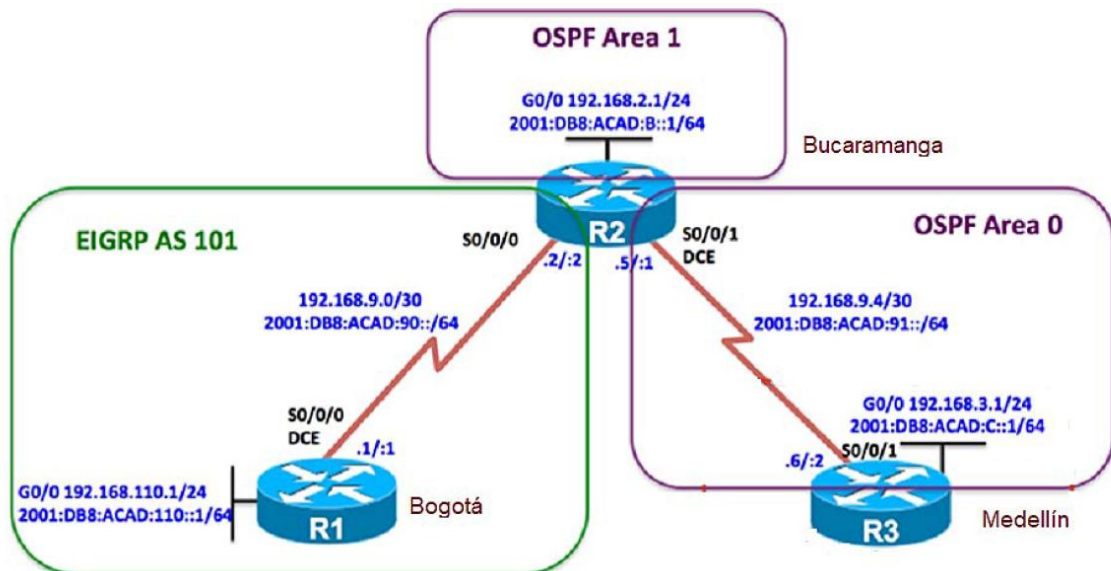 OSPF Area 1
G0/0 192.168.2.1/24
2001:DB8:ACAD:B::1/64
Bucaramanga
EIGRP AS 101
S0/0/0
R2
S0/0/1
DCE
OSPF Area 0
.2/:2
.5/:1
192.168.9.0/30
2001:DB8:ACAD:90::/64
192.168.9.4/30
2001:DB8:ACAD:91::/64
S0/0/0
DCE
.1/:1
G0/0 192.168.3.1/24
2001:DB8:ACAD:C::1/64
.6/:2
S0/0/1
G0/0 192.168.110.1/24
2001:DB8:ACAD:110::1/64
R1
Bogotá
R3
Medellín